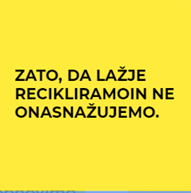 ZATO, DA LAŽJE
RECIKLIRAMOIN NE
ONASNAŽUJEMO.